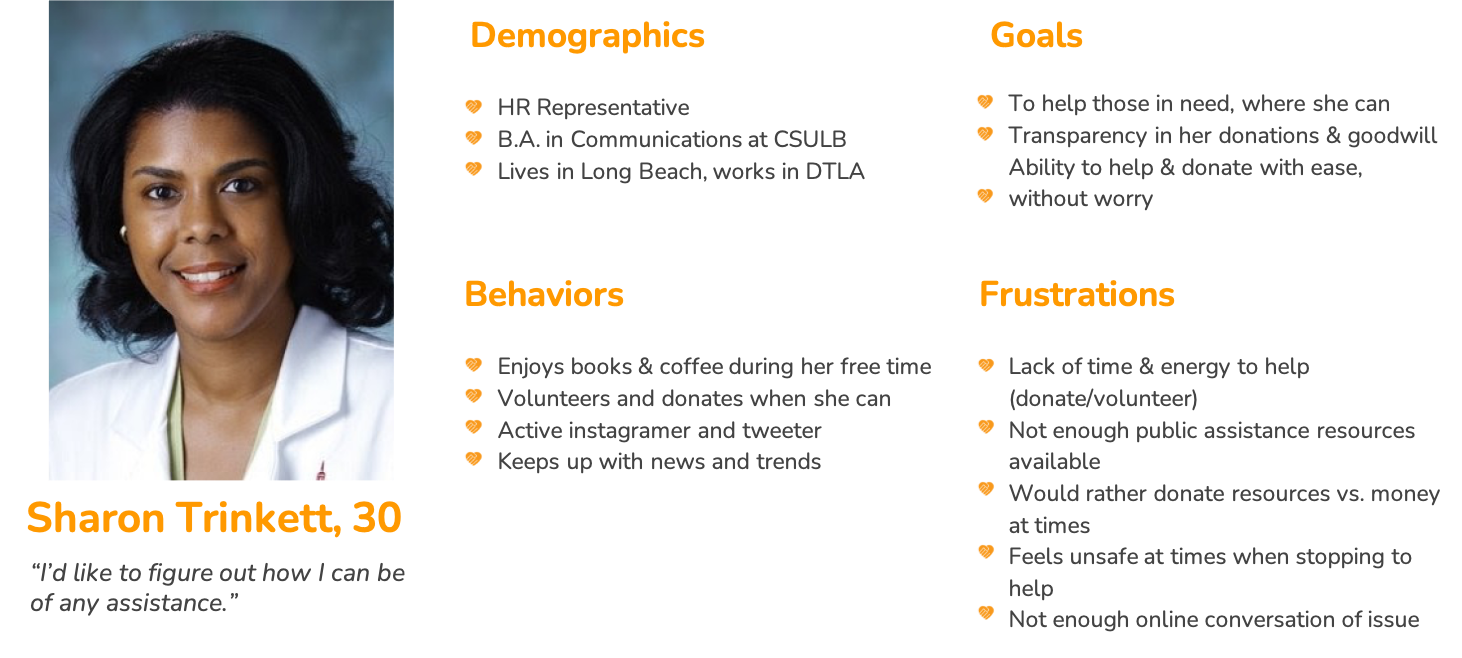 Sharon Trinkett, 30
“I’d like to figure out how I can be
of any assistance.”
Demographics
HR Representative
B.A. in Communications at CSULB
Lives in Long Beach, works in DTLA
Behaviors
Enjoys books & coffee during her free time
Volunteers and donates when she can
Active instagramer and tweeter
Keeps up with news and trends
Goals
To help those in need, where she can
Transparency in her donations & goodwill
Ability to help & donate with ease,
without worry
Frustrations
Lack of time & energy to help
(donate/volunteer)
Not enough public assistance resources
available
Would rather donate resources vs. money
at times
Feels unsafe at times when stopping to
help
Not enough online conversation of issue